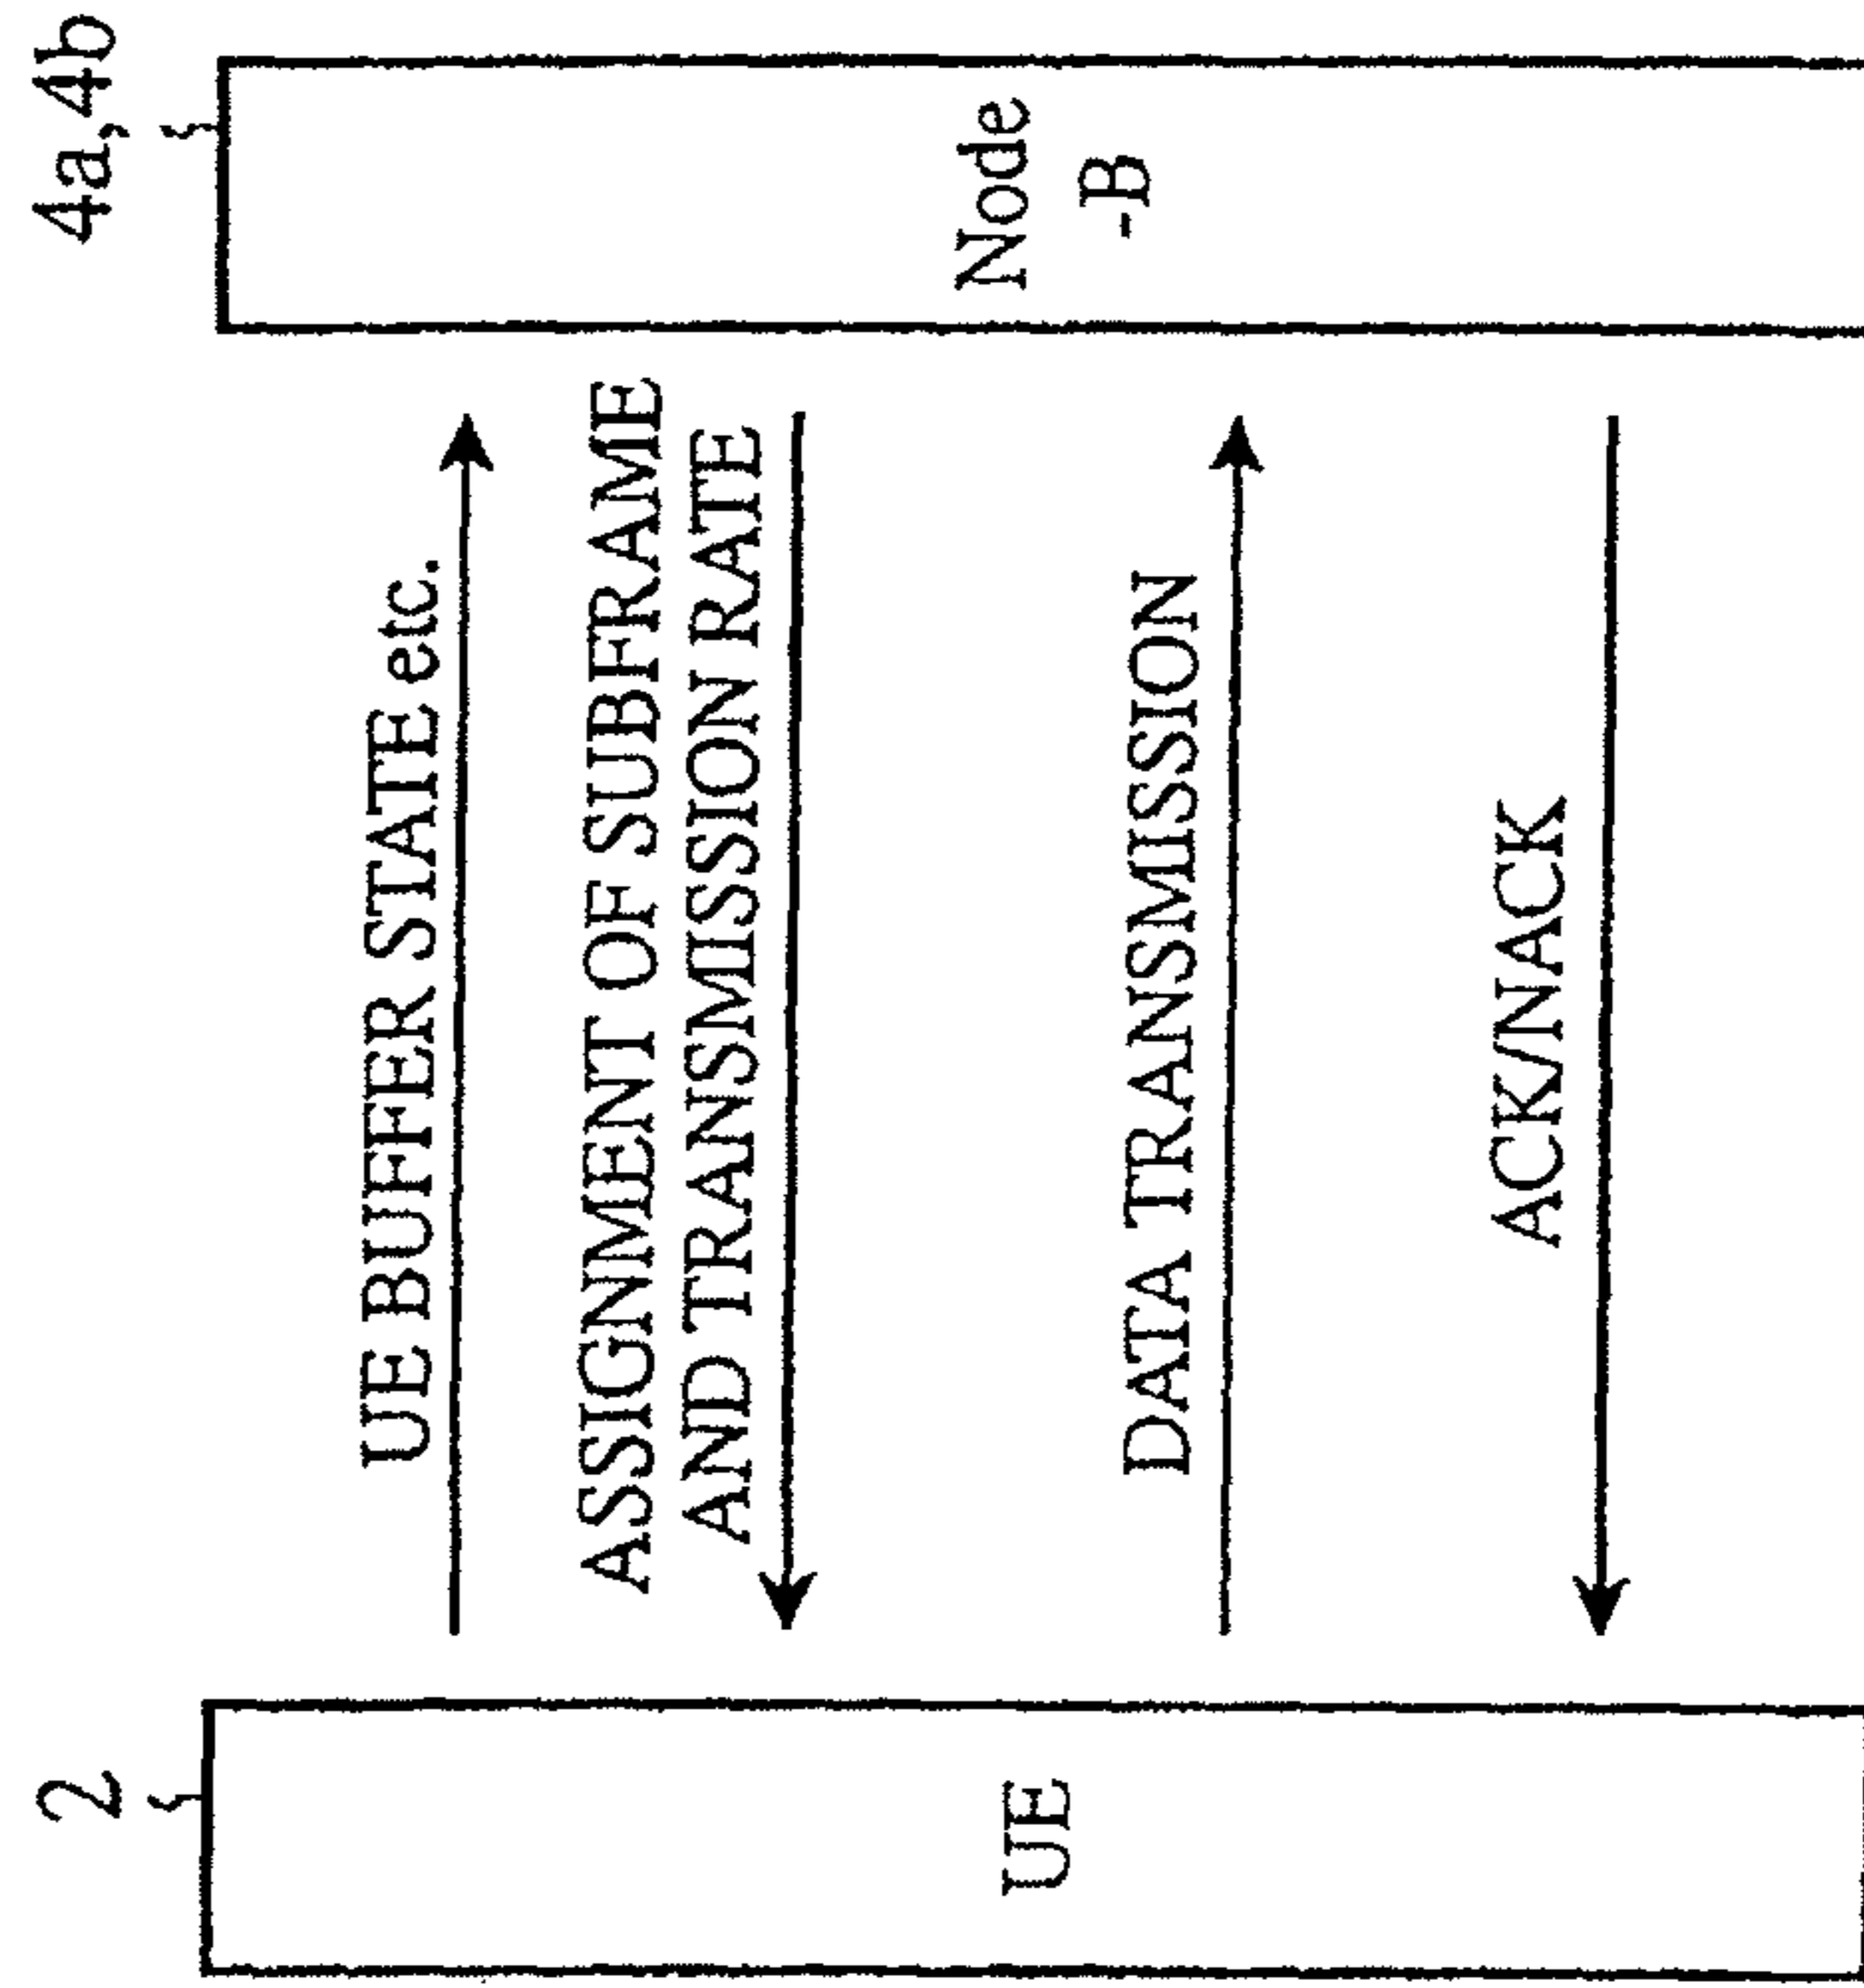 2
4a, 4b
UE BUFFER STATE etc.
ASSIGNMENT OF SUBFRAME
AND TRANSMISSION RATE
UE
Node
-B
DATA TRANSMISSION
ACK/NACK